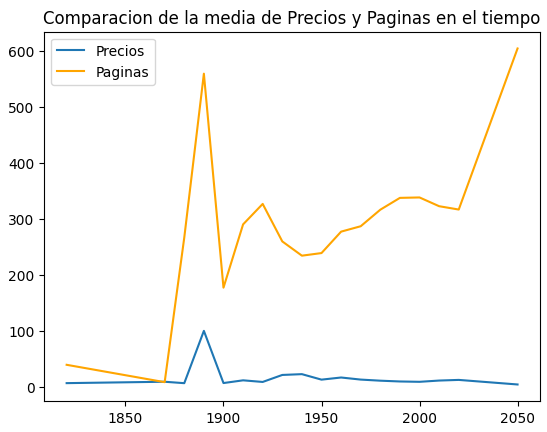 Comparacion de la media de Precios y Paginas en el tiempo
Precios
Paginas
600
500
400
300
200
100
0
1850 1900 1950 2000 2050